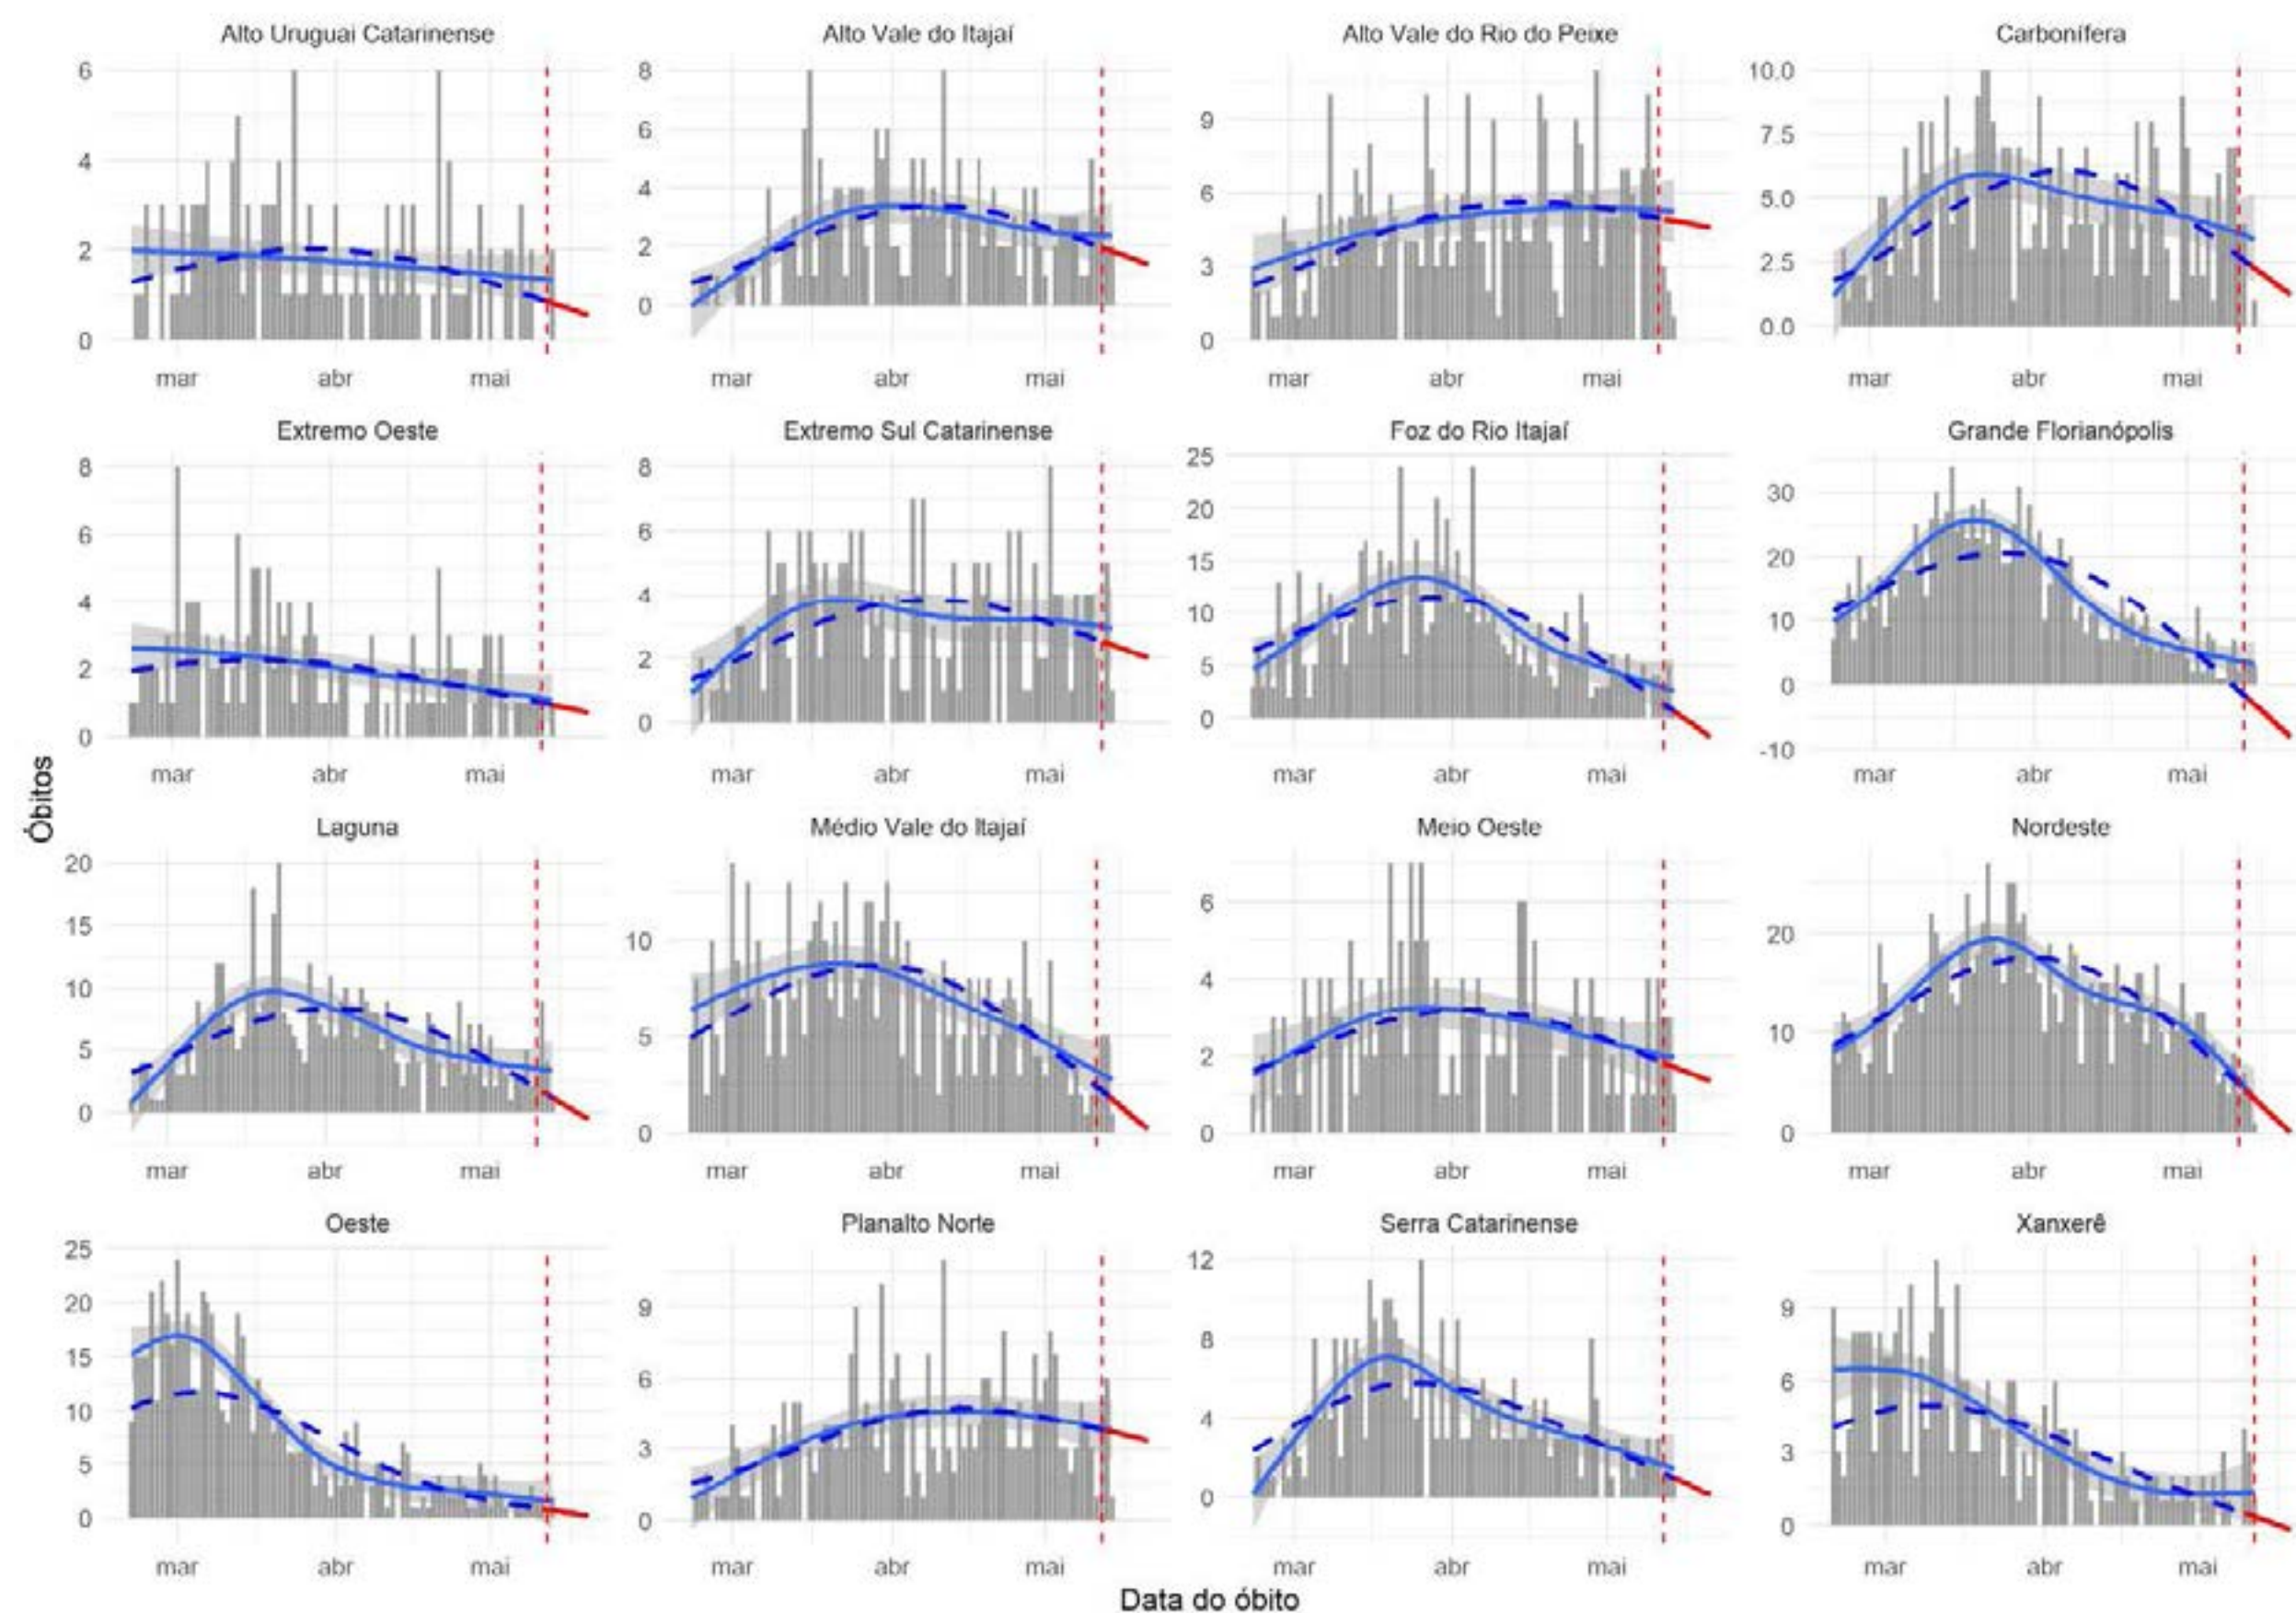 Alto Uruguai Catarinense
Alto Vale do Itajaí
Alto Vale do Rio do Peixe
Carbonífera
6
4
2
0
8
6
4
2
0
9
6
3
0
10.0
7.5
5.0
2.5
0.0
mar abr mai
mar abr mai
mar abr mai
mar abr mai
Extremo Oeste
Extremo Sul Catarinense
Foz do Rio Itajaí
Grande Florianópolis
8
6
4
2
0
8
6
4
2
0
25
20
15
10
5
0
30
20
10
0
-10
mar abr mai
mar abr mai
mar abr mai
mar abr mai
Óbitos
Laguna
Médio Vale do Itajaí
Meio Oeste
Nordeste
20
15
10
5
0
10
5
0
6
4
2
0
20
10
0
mar abr mai
mar abr mai
mar abr mai
mar abr mai
Oeste
Planalto Norte
Serra Catarinense
Xanxerê
25
20
15
10
5
0
9
6
3
0
12
8
4
0
9
6
3
0
mar abr mai
mar abr mai
mar abr mai
mar abr mai
Data do óbito